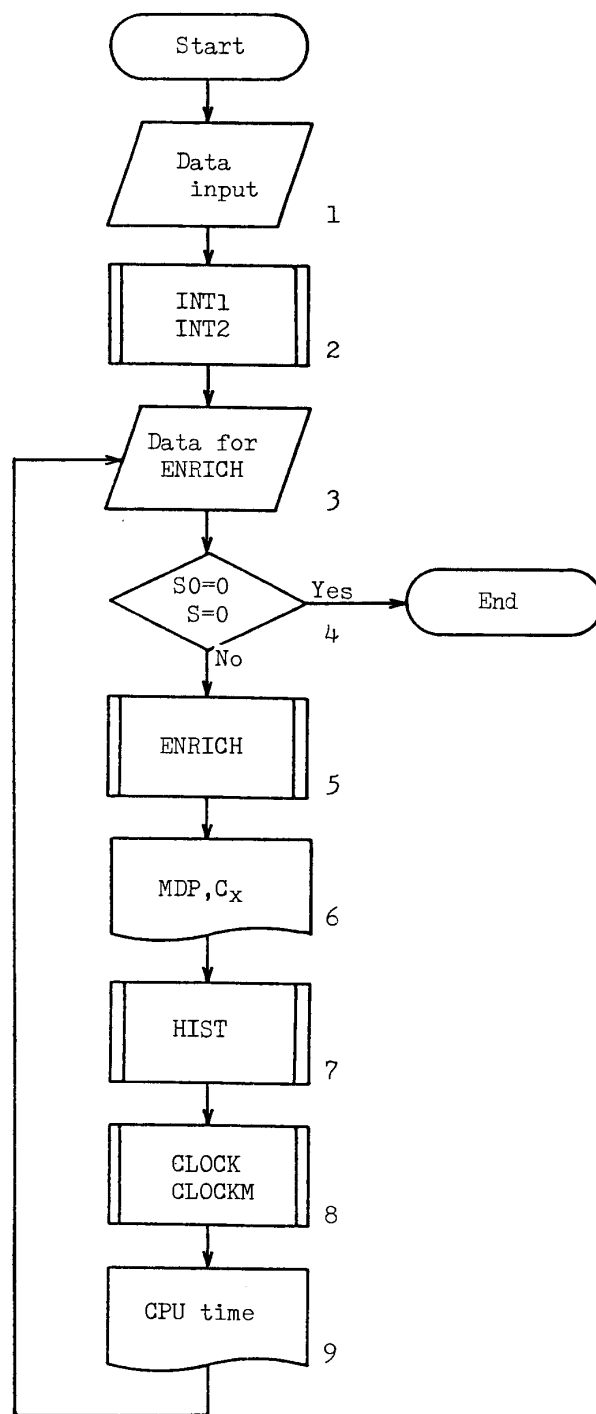 Start
Data
input
1
INT1
INT2
2
Data for
ENRICH
3
S0=0
S=0
Yes
4
End
No
ENRICH
5
MDP,Cx
6
HIST
7
CLOCK
CLOCKM
8
CPU time
9